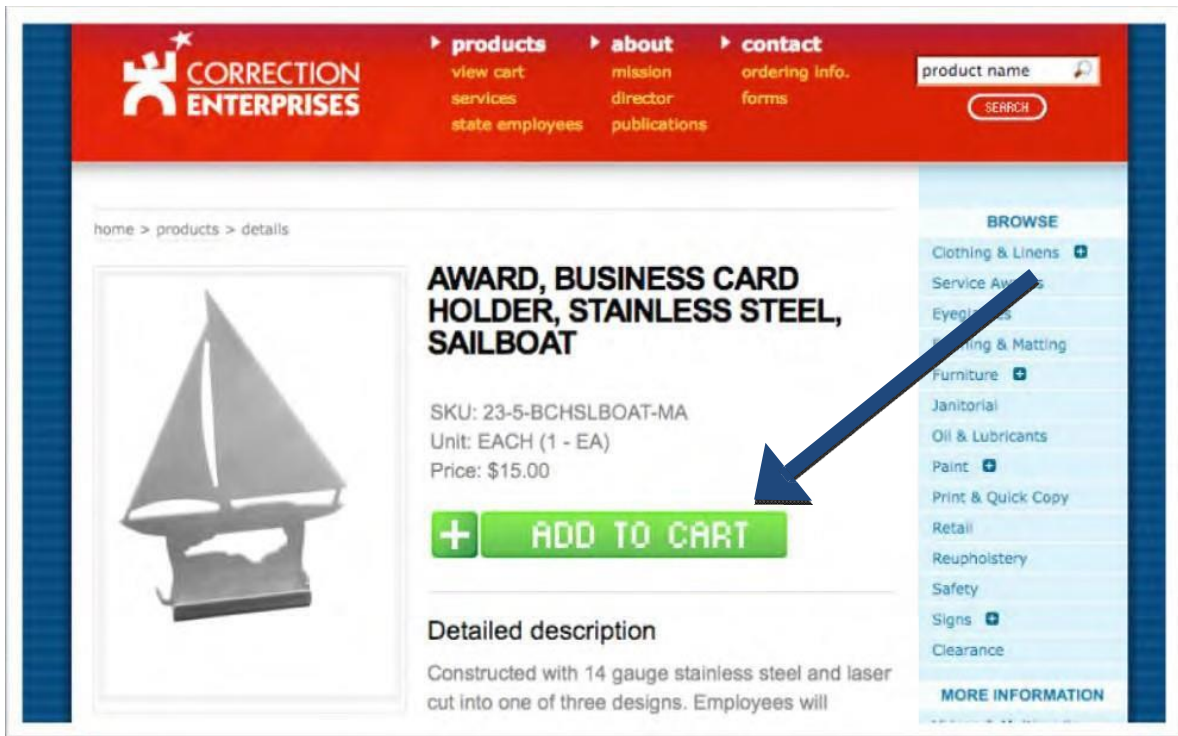 CORRECTION
ENTERPRISES
products
view cart
services
state employees
about
mission
director
publications
contact
ordering info.
forms
product name
SEARCH
home > products > details
AWARD, BUSINESS CARD
HOLDER, STAINLESS STEEL,
SAILBOAT
SKU: 23-5-BCHSLBOAT-MA
Unit: EACH (1 - EA)
Price: $15.00
+ ADD TO CART
Detailed description
Constructed with 14 gauge stainless steel and laser
cut into one of three designs. Employees will
BROWSE
Clothing & Linens
Service
& Matting
Furniture
Janitorial
Oil & Lubricants
Paint
Print & Quick Copy
Retail
Reupholstery
Safety
Signs
Clearance
MORE INFORMATION